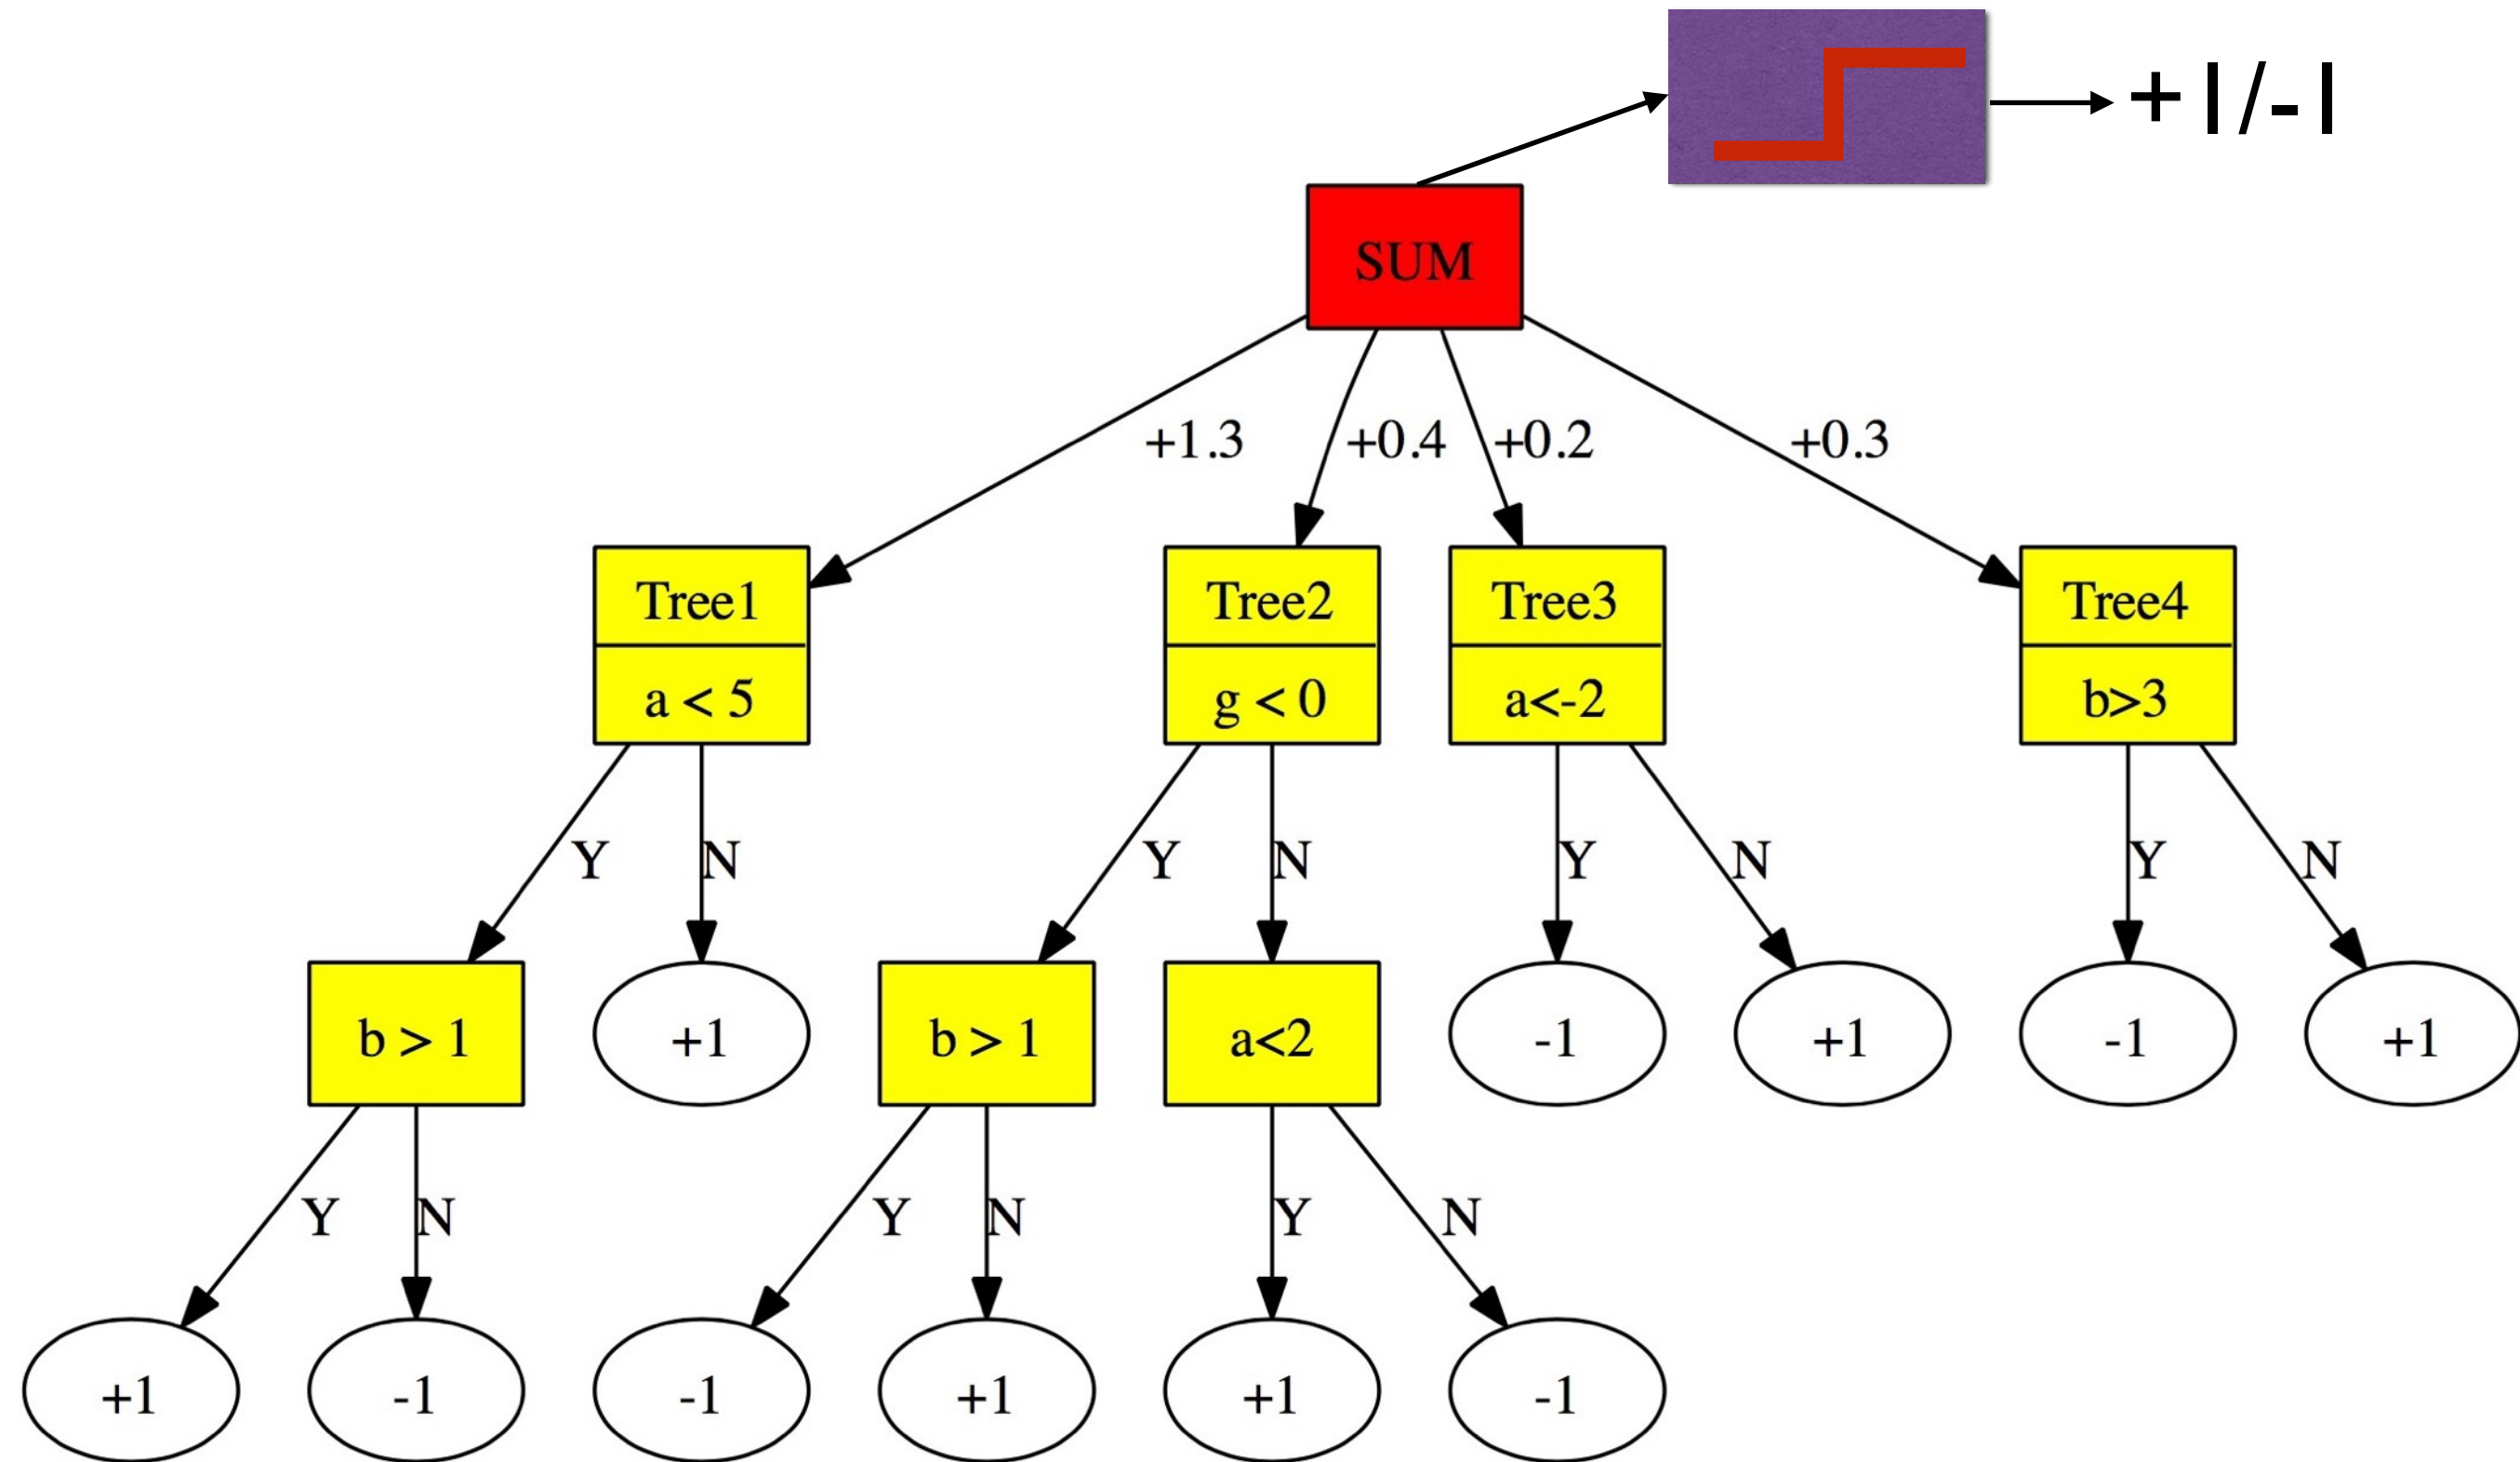 +1/-1
SUM
+1.3 +0.4 +0.2 +0.3
Tree1 Tree2 Tree3 Tree4
a < 5 g < 0 a<-2 b>3
Y N Y N Y N Y N
b > 1 +1 b > 1 a<2 -1 +1 -1 +1
Y N Y N Y N
+1 -1 -1 +1 +1 -1